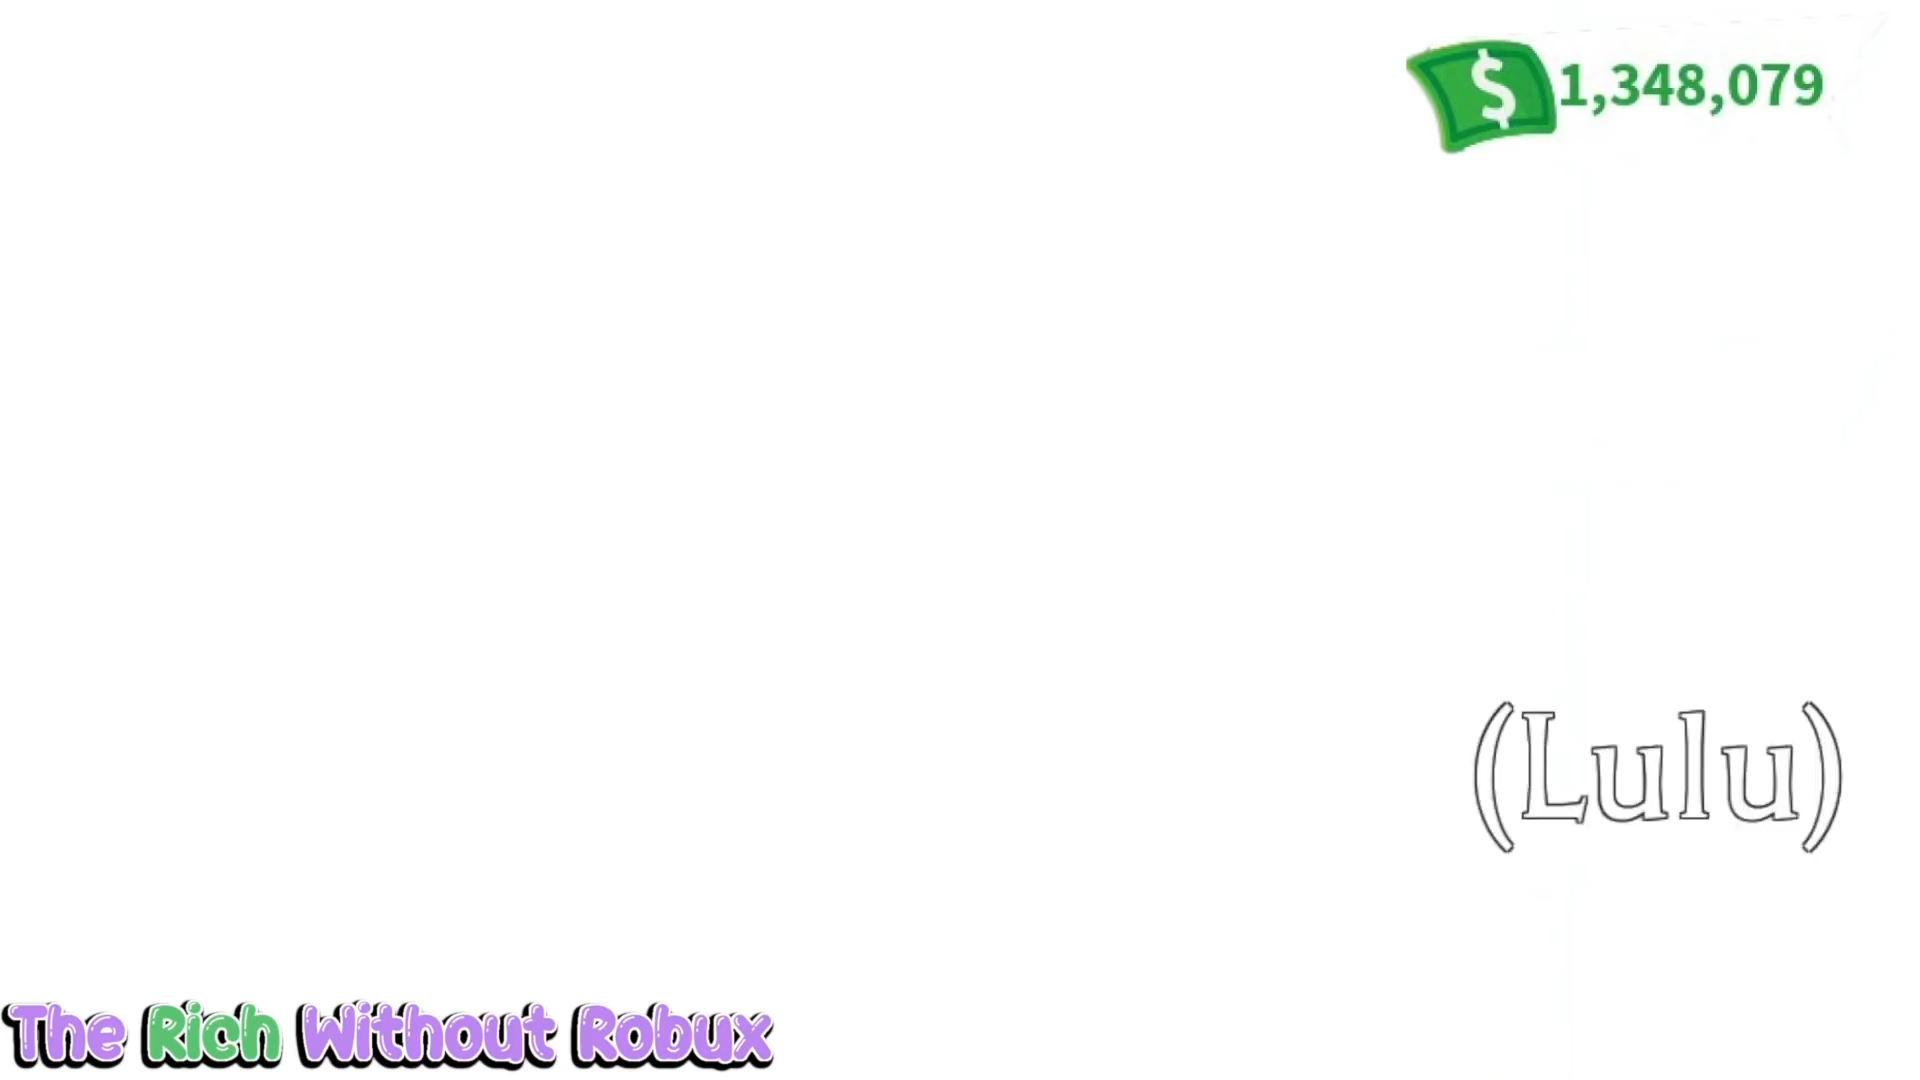 $ 1,348,079
(Lulu)
The Rich Without Robux